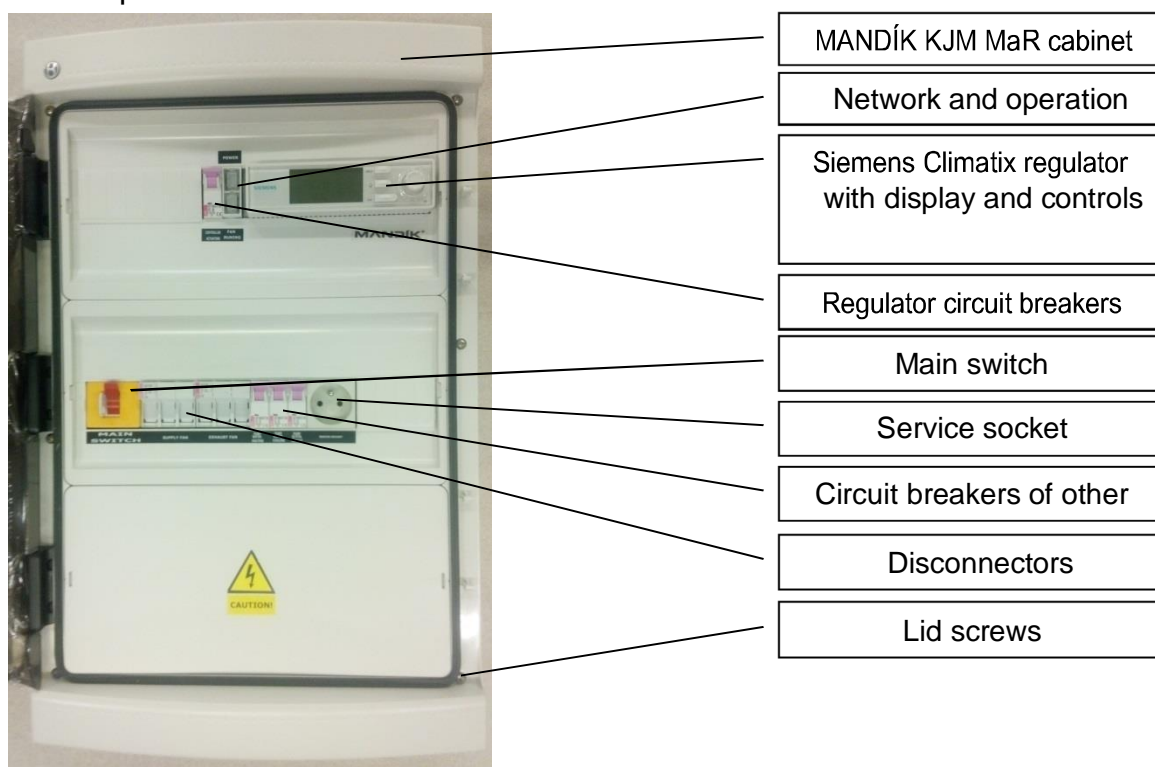 MANDÍK KJM MaR cabinet
Network and operation
Siemens Climatix regulator
with display and controls
Regulator circuit breakers
Main switch
Service socket
Circuit breakers of other
Disconnectors
Lid screws
POWER
SIEMENS
MANDÍK
MAIN
SWITCH
SUPPLY FAN
EXHAUST FAN
CAUTION!